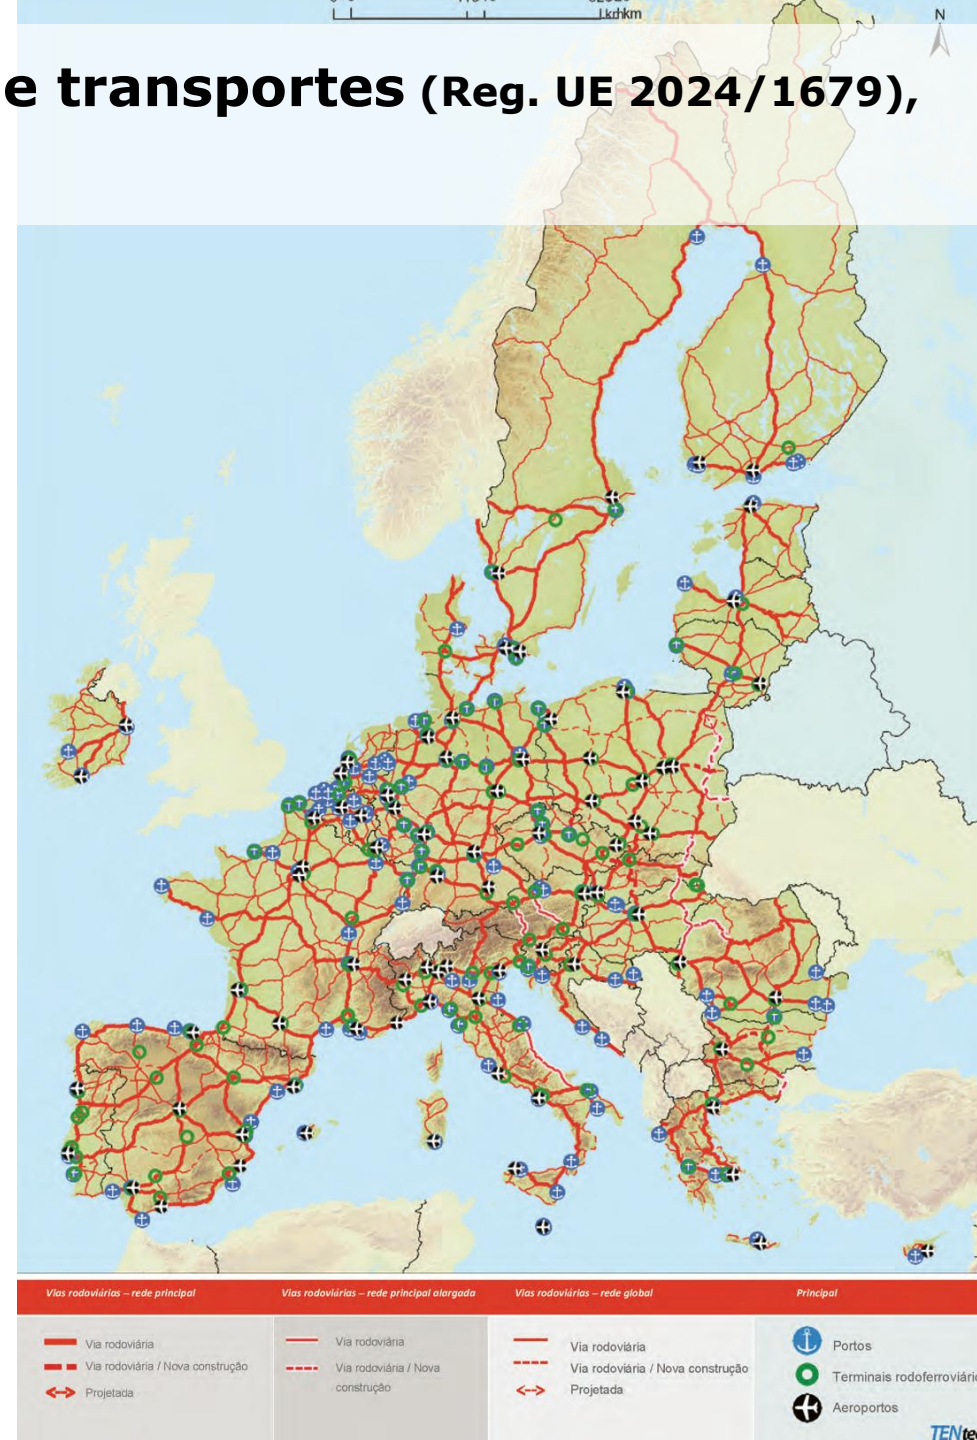 km
N
e transportes (Reg. UE 2024/1679),
Vias rodoviárias – rede principal
Via rodoviária
Via rodoviária / Nova construção
Projetada
Vias rodoviárias – rede principal alargada
Via rodoviária
Via rodoviária / Nova
construção
Vias rodoviárias – rede global
Via rodoviária
Via rodoviária / Nova construção
Projetada
Principal
Portos
Terminais rodoferroviári
Aeroportos
TENte